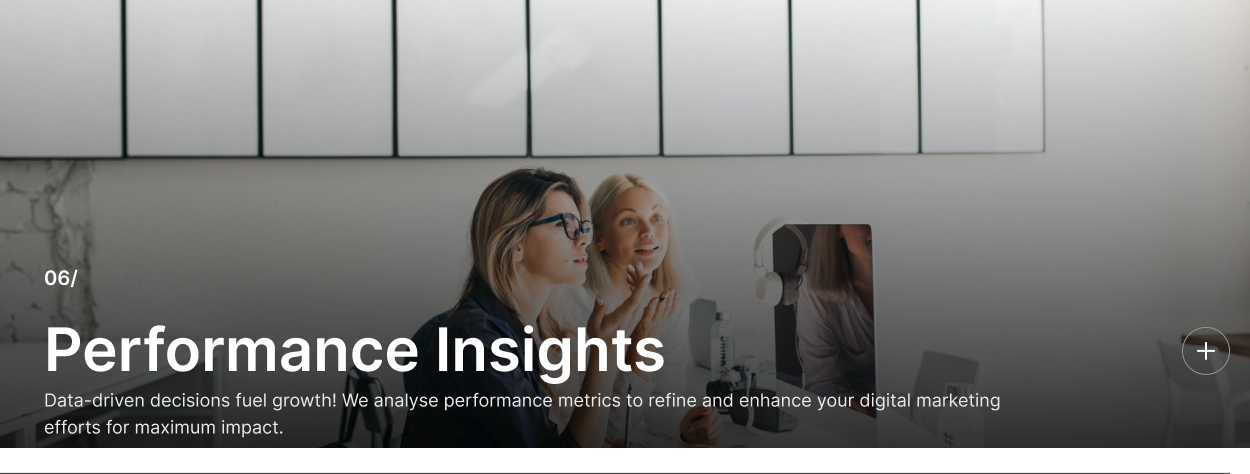 06/
Performance Insights
Data-driven decisions fuel growth! We analyse performance metrics to refine and enhance your digital marketing
efforts for maximum impact.